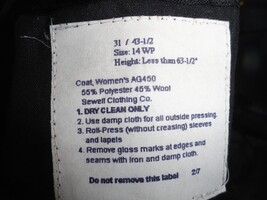 31 / 43-1/2
Size: 14 WP
Height: Less than 63-1/2"
Coat, Women's AG450
55% Polyester 45% Wool
Sewell Clothing Co.
1. DRY CLEAN ONLY
2. Use damp cloth for all outside pressing.
3. Roll-Press (without creasing) sleeves
and lapels
4. Remove gloss marks at edges and
seams with iron and damp cloth.
Do not remove this label 2/7